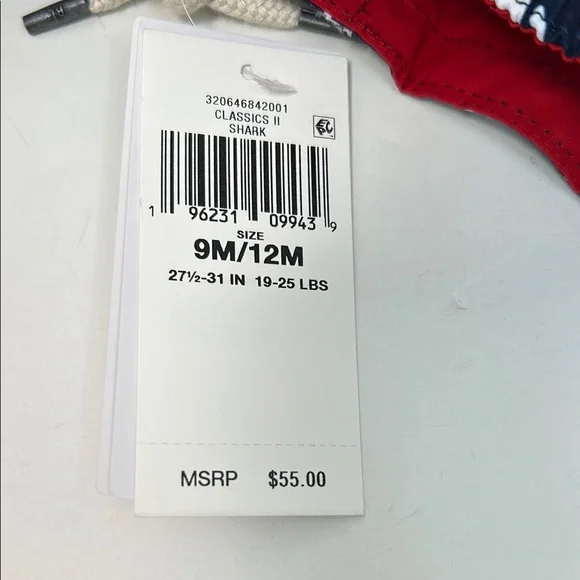 320646842001
CLASSICS II
SHARK
1 96231 09943 9
SIZE
9M/12M
27½-31 IN 19-25 LBS
MSRP $55.00